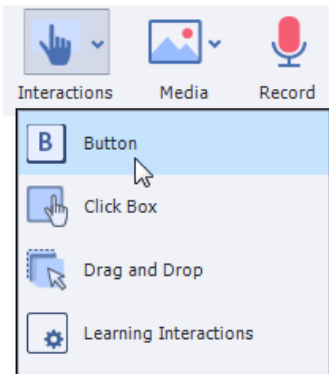 Interactions Media Record
B Button
Click Box
Drag and Drop
Learning Interactions